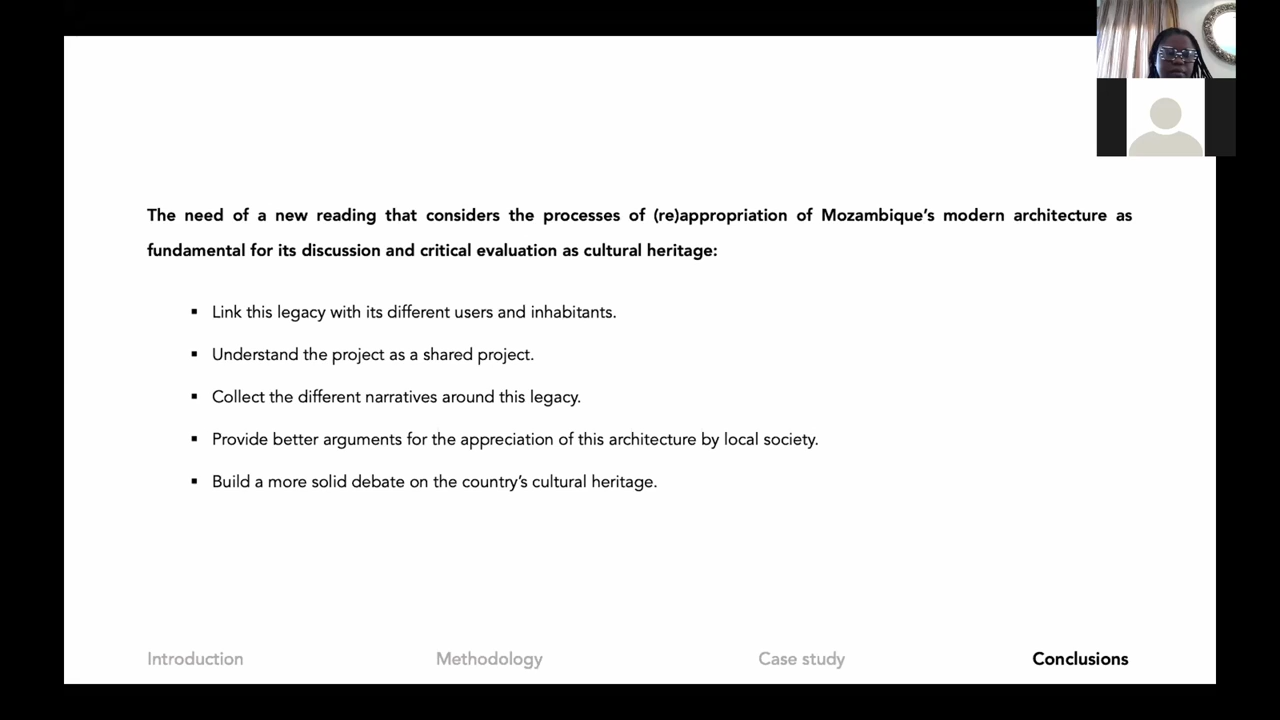 The need of a new reading that considers the processes of (re)appropriation of Mozambique’s modern architecture as
fundamental for its discussion and critical evaluation as cultural heritage:
▪ Link this legacy with its different users and inhabitants.
▪ Understand the project as a shared project.
▪ Collect the different narratives around this legacy.
▪ Provide better arguments for the appreciation of this architecture by local society.
▪ Build a more solid debate on the country’s cultural heritage.
Introduction Methodology Case study Conclusions